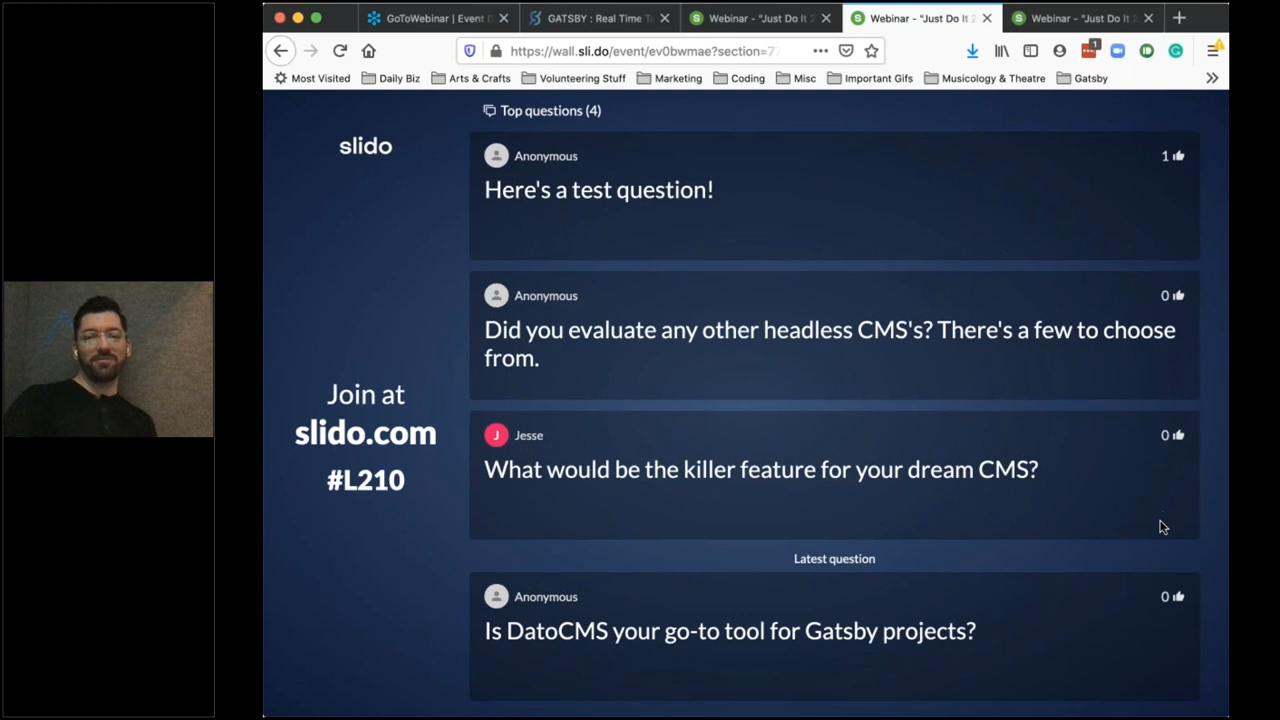 GoToWebinar | Event D
GATSBY : Real Time T
Webinar - "Just Do It 2
Webinar - "Just Do It 2
Webinar - "Just Do It 2
https://wall.sli.do/event/ev0bwmae?section=7
1
Most Visited
Daily Biz
Arts & Crafts
Volunteering Stuff
Marketing
Coding
Misc
Important Gifs
Musicology & Theatre
Gatsby
Top questions (4)
slido
Anonymous
1
Here's a test question!
Anonymous
0
Did you evaluate any other headless CMS's? There's a few to choose
from.
Join at
slido.com
#L210
J Jesse
0
What would be the killer feature for your dream CMS?
Latest question
Anonymous
0
Is DatoCMS your go-to tool for Gatsby projects?